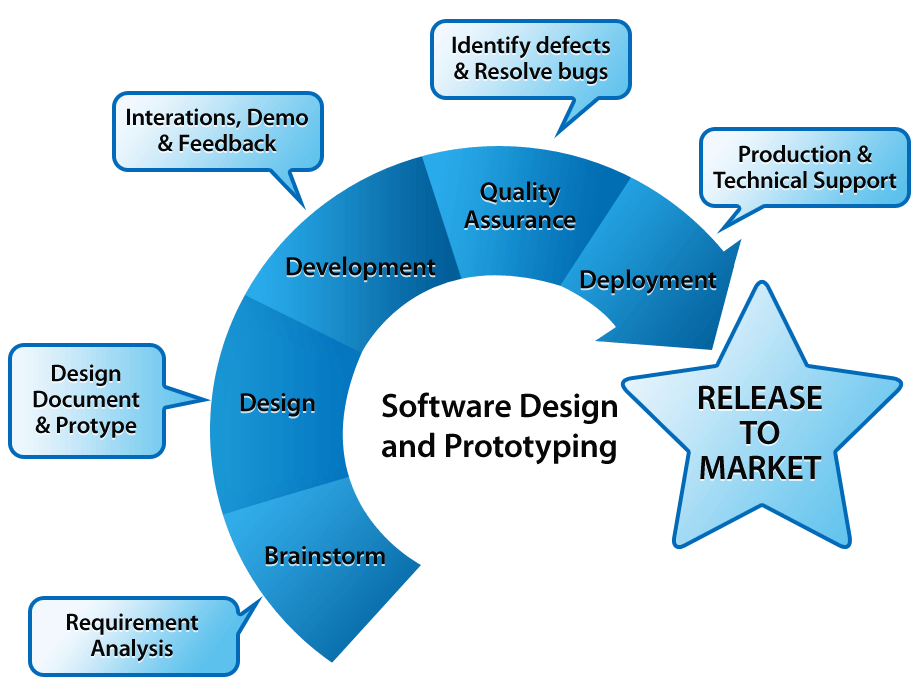 Identify defects
& Resolve bugs
Interations, Demo
& Feedback
Production &
Technical Support
Quality
Assurance
Development
Deployment
Design
Document
& Protype
Design
Software Design
and Prototyping
RELEASE
TO
MARKET
Brainstorm
Requirement
Analysis